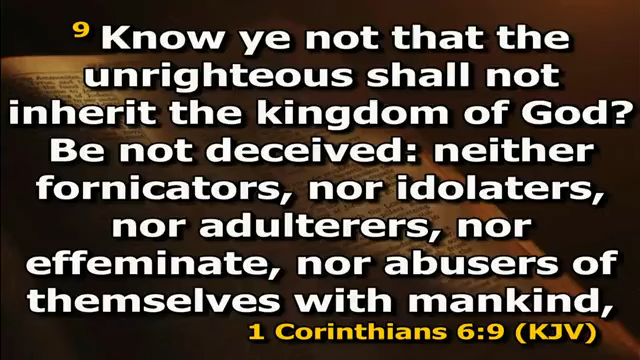 9 Know ye not that the
unrighteous shall not
inherit the kingdom of God?
Be not deceived: neither
fornicators, nor idolaters,
nor adulterers, nor
effeminate, nor abusers of
themselves with mankind,
1 Corinthians 6:9 (KJV)